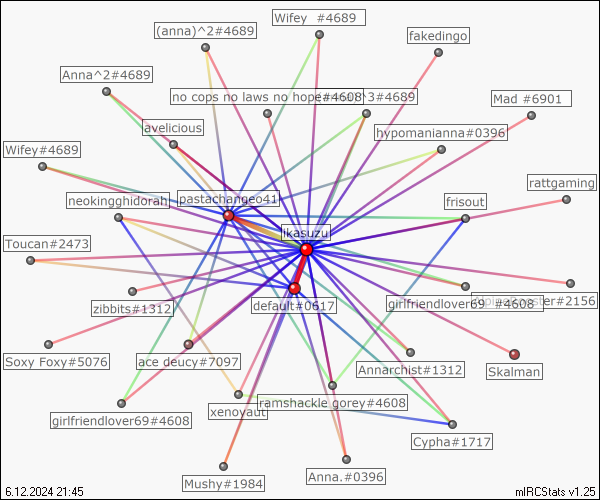 Wifey  #4689
(anna)^2#4689
fakedingo
Anna^2#4689
no cops no laws no hope#4608
^3#4689
Mad #6901
lavelicious
hypomanianna#0396
Wifey#4689
rattgaming
neokingghidorah
pastachangeo41
frisout
ikasuzu
Toucan#2473
zibbits#1312
default#0617
girlfriendlover69   #4608
#2156
Soxy Foxy#5076
ace deucy#7097
Annarchist#1312
Skalman
girlfriendlover69#4608
xenoyaut
ramshackle gorey#4608
Cypha#1717
Mushy#1984
Anna.#0396
6.12.2024 21:45
mIRCStats v1.25